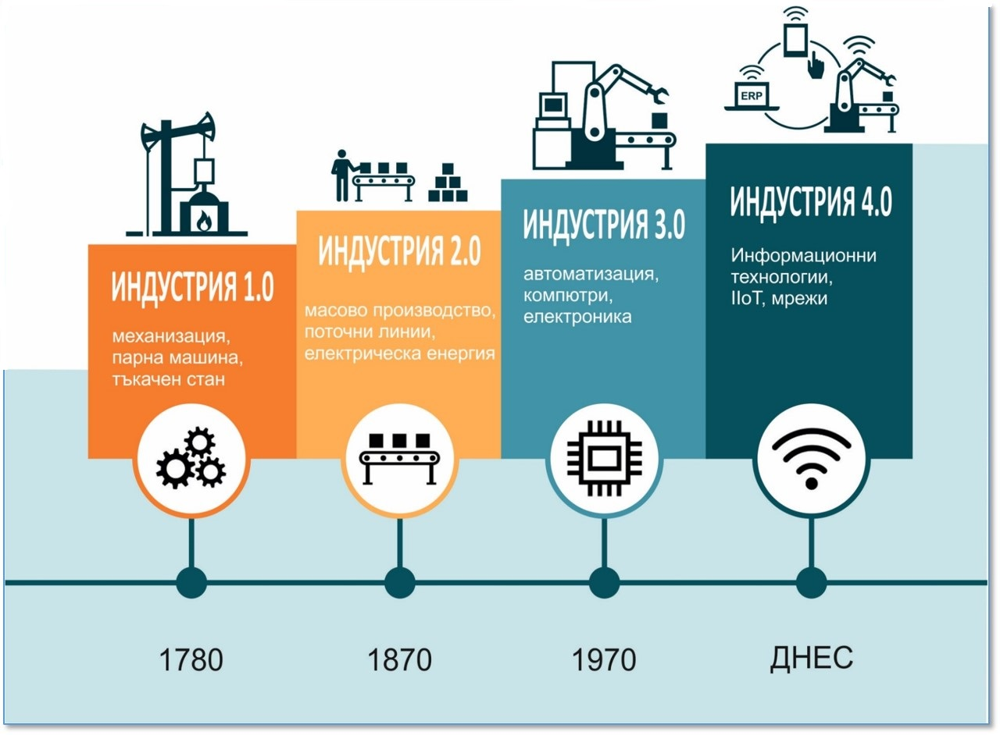 ERP
ИНДУСТРИЯ 1.0
механизация,
парна машина,
тъкачен стан
ИНДУСТРИЯ 2.0
масово производство,
поточни линии,
електрическа енергия
ИНДУСТРИЯ 3.0
автоматизация,
компютри,
електроника
ИНДУСТРИЯ 4.0
Информационни
технологии,
IIoT, мрежи
1780
1870
1970
ДНЕС